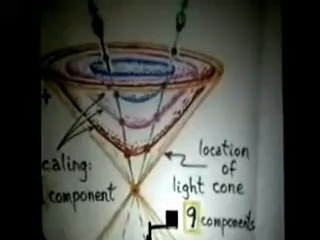 caling:
component
location
of
light cone
9 components